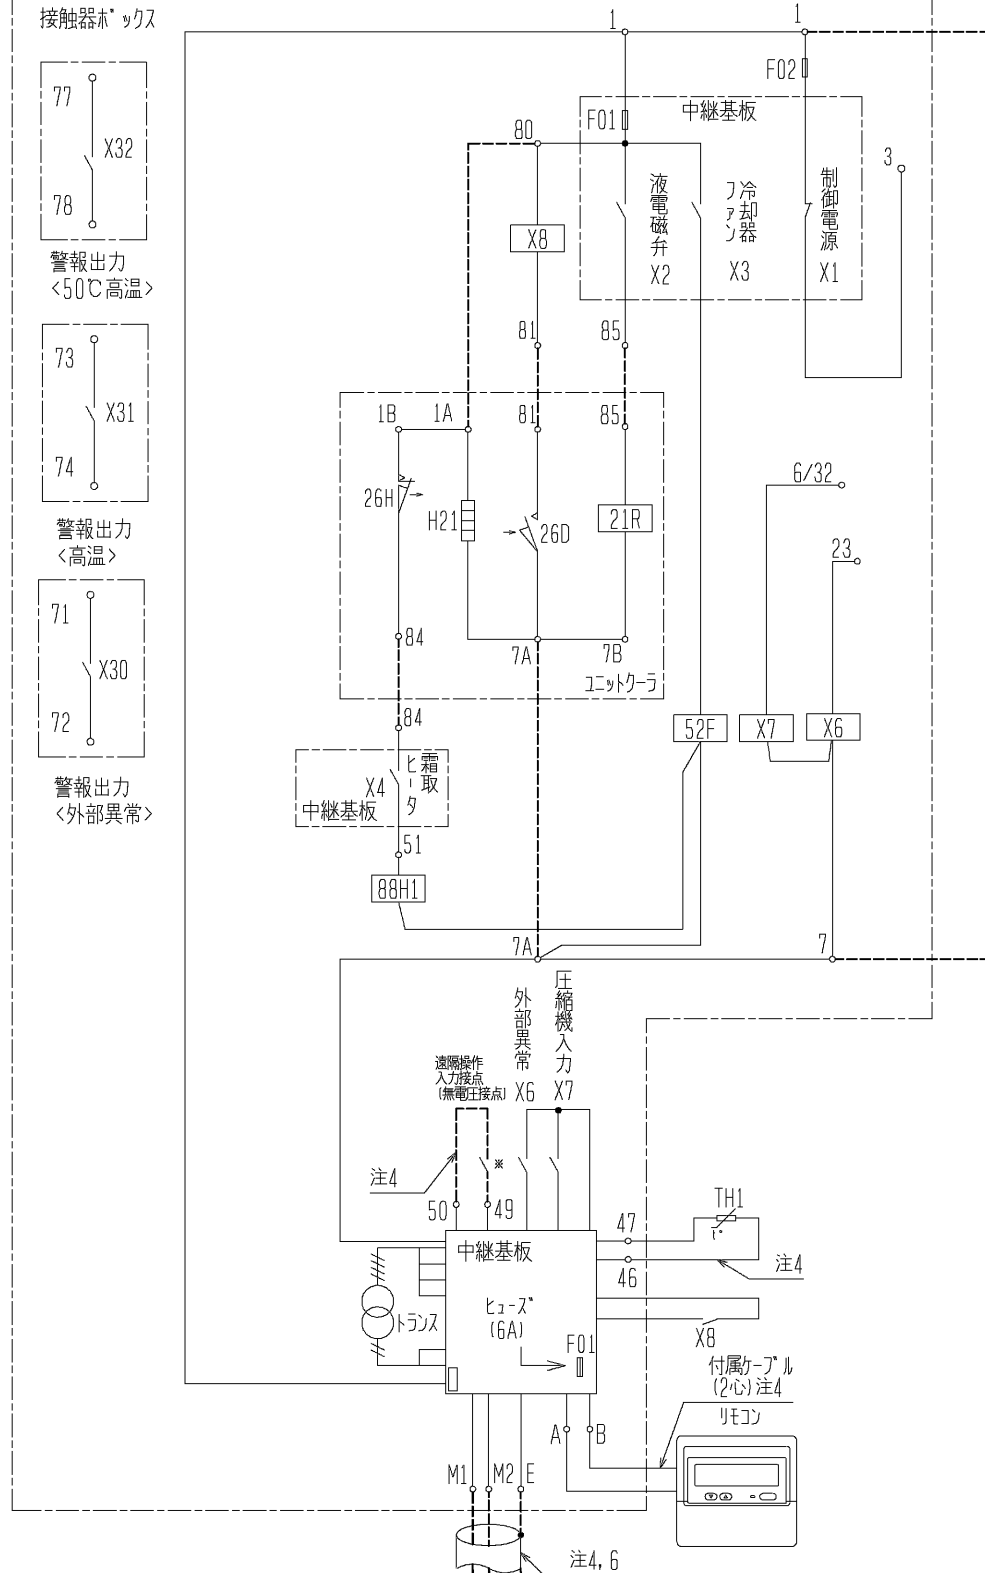 接触器ﾎﾞｯｸｽ
77
X32
78
警報出力
<50℃高温>
73
X31
74
警報出力
<高温>
71
X30
72
警報出力
<外部異常>
1
1
F02
F01
中継基板
80
3
液電磁弁
X2
冷却器
ファン
X3
制御電源
X1
X8
81
85
1B
1A
81
85
26H
H21
26D
21R
6/32
23
84
7A
7B
ﾕﾆｯﾄｸｰﾗ
84
52F
X7
X6
霜取
ヒータ
X4
中継基板
51
88H1
7A
7
外部異常
X6
圧縮機入力
X7
遠隔操作
入力接点
(無電圧接点)
※
注4
50
49
中継基板
47
46
TH1
注4
ﾄﾗﾝｽ
ﾋｭｰｽﾞ
(6A)
F01
X8
付属ｹｰﾌﾞﾙ
(2心)注4
ﾘﾓｺﾝ
A
B
M1
M2
E
注4,6